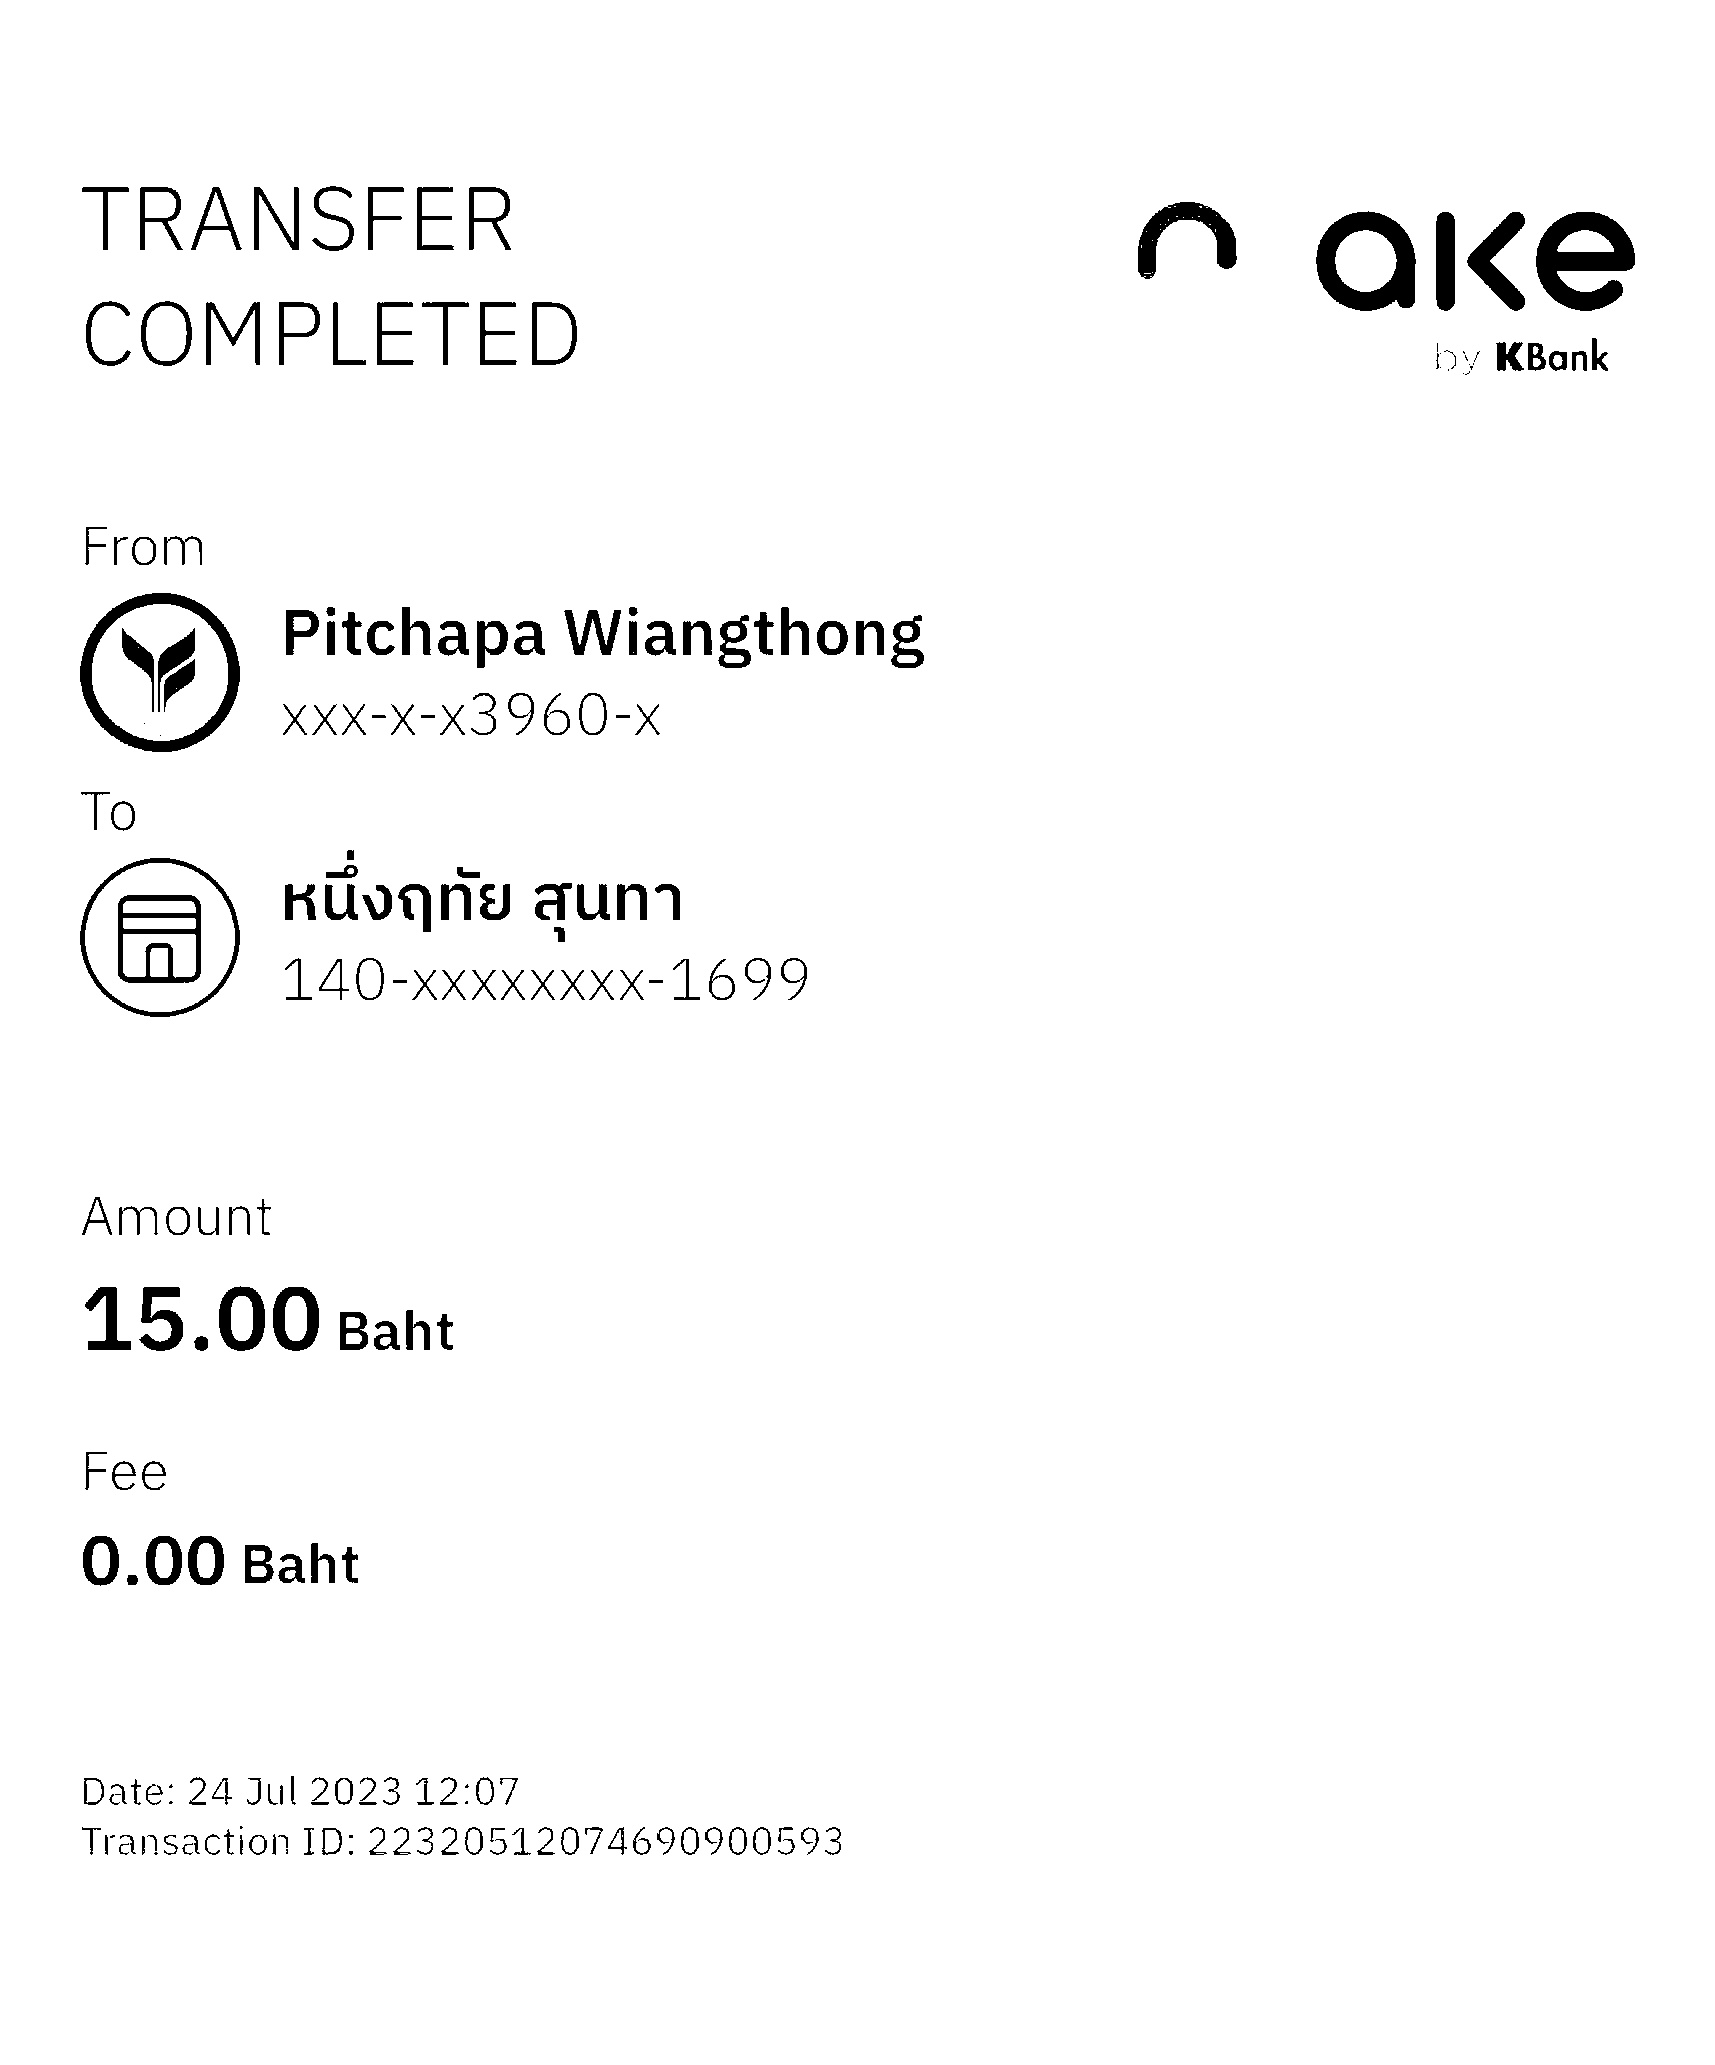 TRANSFER
COMPLETED
ake
by KBank
From
Pitchapa Wiangthong
xxx-x-x3960-x
To
หนึ่งฤทัย สุนทา
140-xxxxxxxx-1699
Amount
15.00 Baht
Fee
0.00 Baht
Date: 24 Jul 2023 12:07
Transaction ID: 22320512074690900593